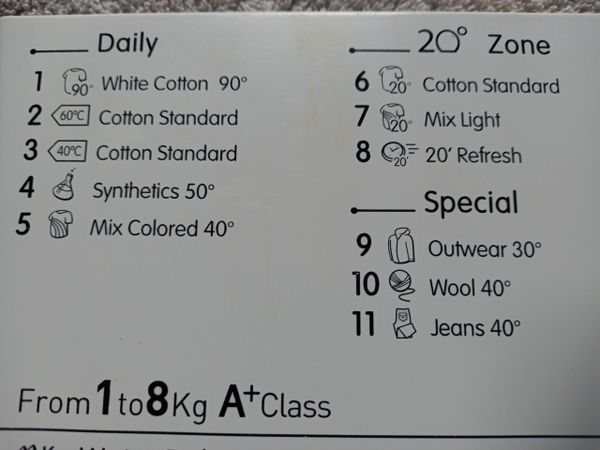 Daily
1 90° White Cotton 90°
2 60°C Cotton Standard
3 40°C Cotton Standard
4 Synthetics 50°
5 Mix Colored 40°
20° Zone
6 20° Cotton Standard
7 20° Mix Light
8 20' 20' Refresh
Special
9 Outwear 30°
10 Wool 40°
11 Jeans 40°
From 1 to 8 Kg A+ Class